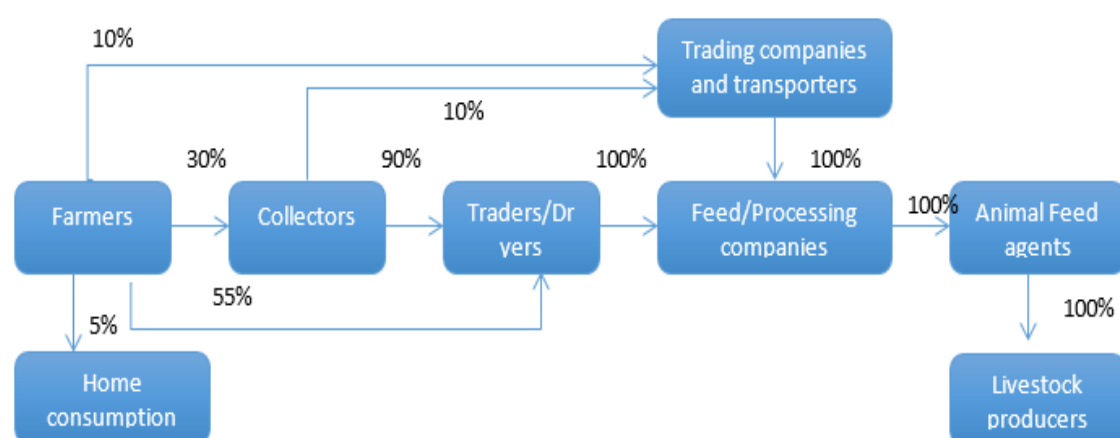 10%
Trading companies
and transporters
10%
30%
90%
100%
100%
Farmers
Collectors
Traders/Dr
yers
Feed/Processing
companies
100%
Animal Feed
agents
55%
5%
100%
Home
consumption
Livestock
producers